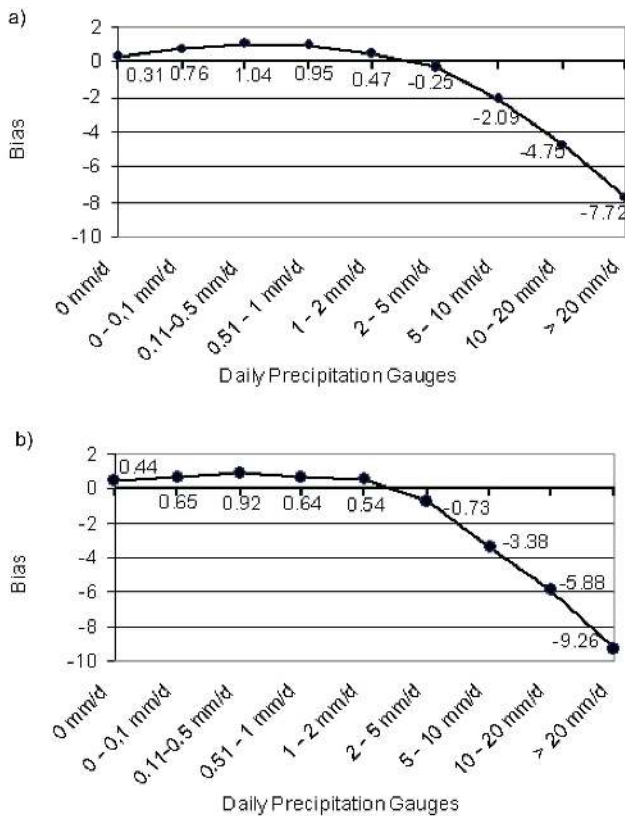 a)
2
0
-2
-4
-6
-8
-10
Bias
0.31 0.76 1.04 0.95 0.47 -0.25 -2.09 -4.75 -7.72
0 mm/d
0 - 0,1 mm/d
0.11-0.5 mm/d
0.51 - 1 mm/d
1 - 2 mm/d
2 - 5 mm/d
5 - 10 mm/d
10 - 20 mm/d
> 20 mm/d
Daily Precipitation Gauges
b)
2
0
-2
-4
-6
-8
-10
Bias
0.44 0.65 0.92 0.64 0.54 -0.73 -3.38 -5.88 -9.26
0 mm/d
0 - 0,1 mm/d
0.11-0.5 mm/d
0.51 - 1 mm/d
1 - 2 mm/d
2 - 5 mm/d
5 - 10 mm/d
10 - 20 mm/d
> 20 mm/d
Daily Precipitation Gauges